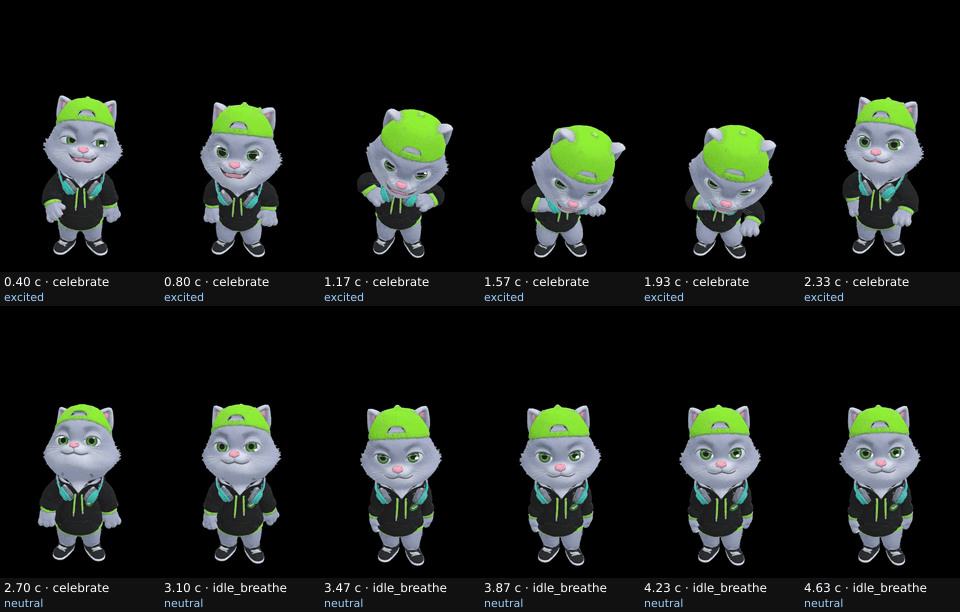 0.40 c · celebrate
excited
0.80 c · celebrate
excited
1.17 c · celebrate
excited
1.57 c · celebrate
excited
1.93 c · celebrate
excited
2.33 c · celebrate
excited
2.70 c · celebrate
neutral
3.10 c · idle_breathe
neutral
3.47 c · idle_breathe
neutral
3.87 c · idle_breathe
neutral
4.23 c · idle_breathe
neutral
4.63 c · idle_breathe
neutral